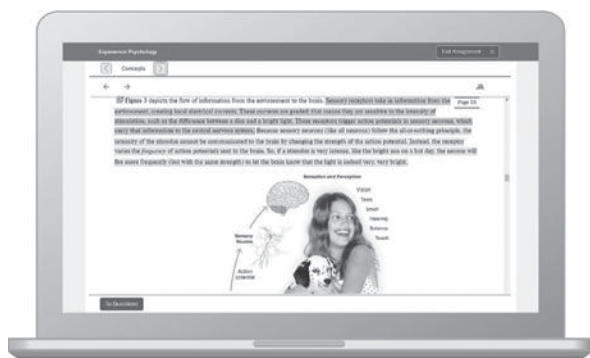 Experience Psychology
Exit Assignment
Concepts
Figure 3 depicts the flow of information from the environment to the brain. Sensory receptors take in information from the
Page 23
environment, creating local electrical currents. These currents are graded; that means they are sensitive to the intensity of
stimulation, such as the difference between a dim and a bright light. These receptors trigger action potentials in sensory neurons, which
carry that information to the central nervous system. Because sensory neurons (like all neurons) follow the all-or-nothing principle, the
intensity of the stimulus cannot be communicated to the brain by changing the strength of the action potential. Instead, the receptor
varies the frequency of action potentials sent to the brain. So, if a stimulus is very intense, like the bright sun on a hot day, the neuron will
fire more frequently (but with the same strength) to let the brain know that the light is indeed very, very bright.
Sensation and Perception
Vision
Taste
Smell
Hearing
Balance
Touch
Sensory
Neurons
Action
potential
To Questions